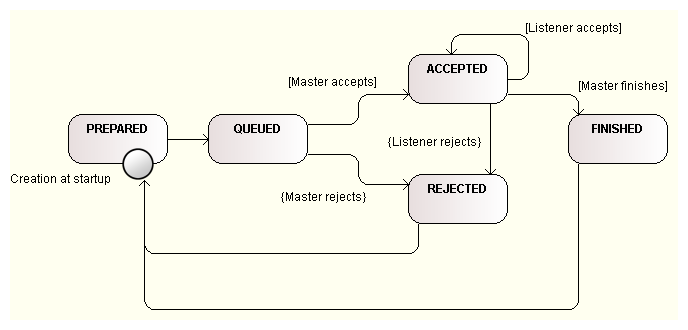 [Listener accepts]
ACCEPTED
[Master accepts]
[Master finishes]
PREPARED
QUEUED
FINISHED
{Listener rejects}
Creation at startup
REJECTED
{Master rejects}